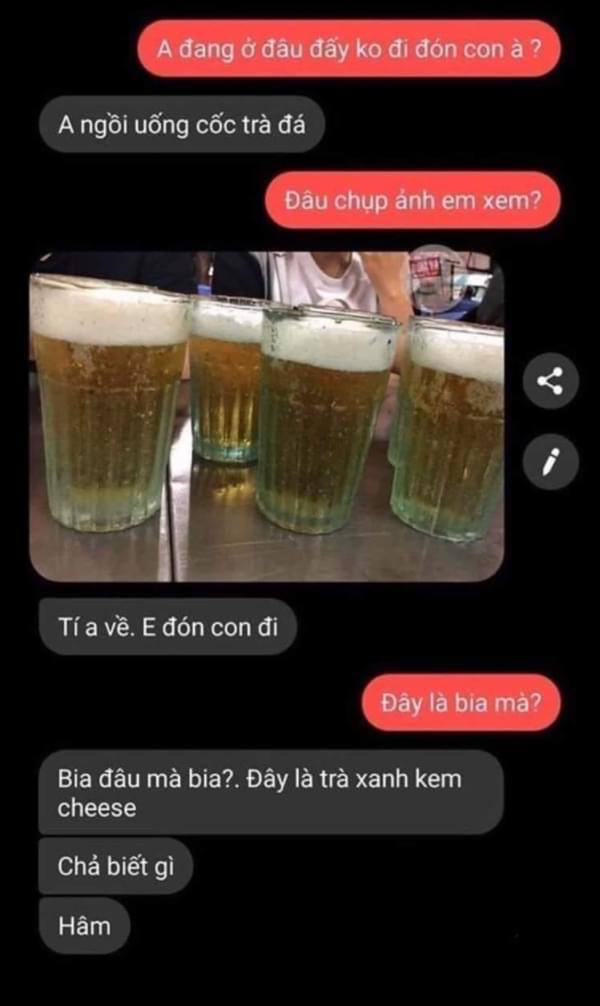 A đang ở đâu đấy ko đi đón con à ?
A ngồi uống cốc trà đá
Đâu chụp ảnh em xem?
Tí a về. E đón con đi
Đây là bia mà?
Bia đâu mà bia?. Đây là trà xanh kem
cheese
Chả biết gì
Hâm